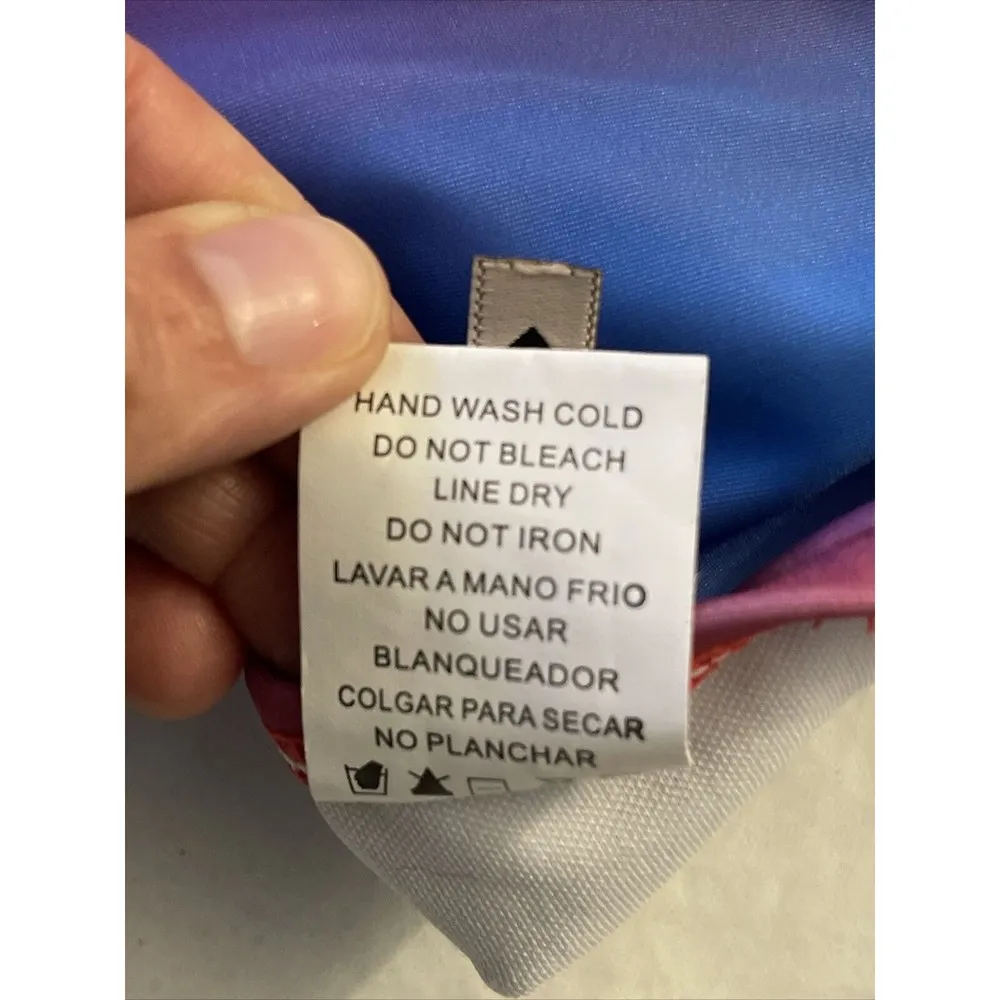 HAND WASH COLD
DO NOT BLEACH
LINE DRY
DO NOT IRON
LAVAR A MANO FRIO
NO USAR
BLANQUEADOR
COLGAR PARA SECAR
NO PLANCHAR